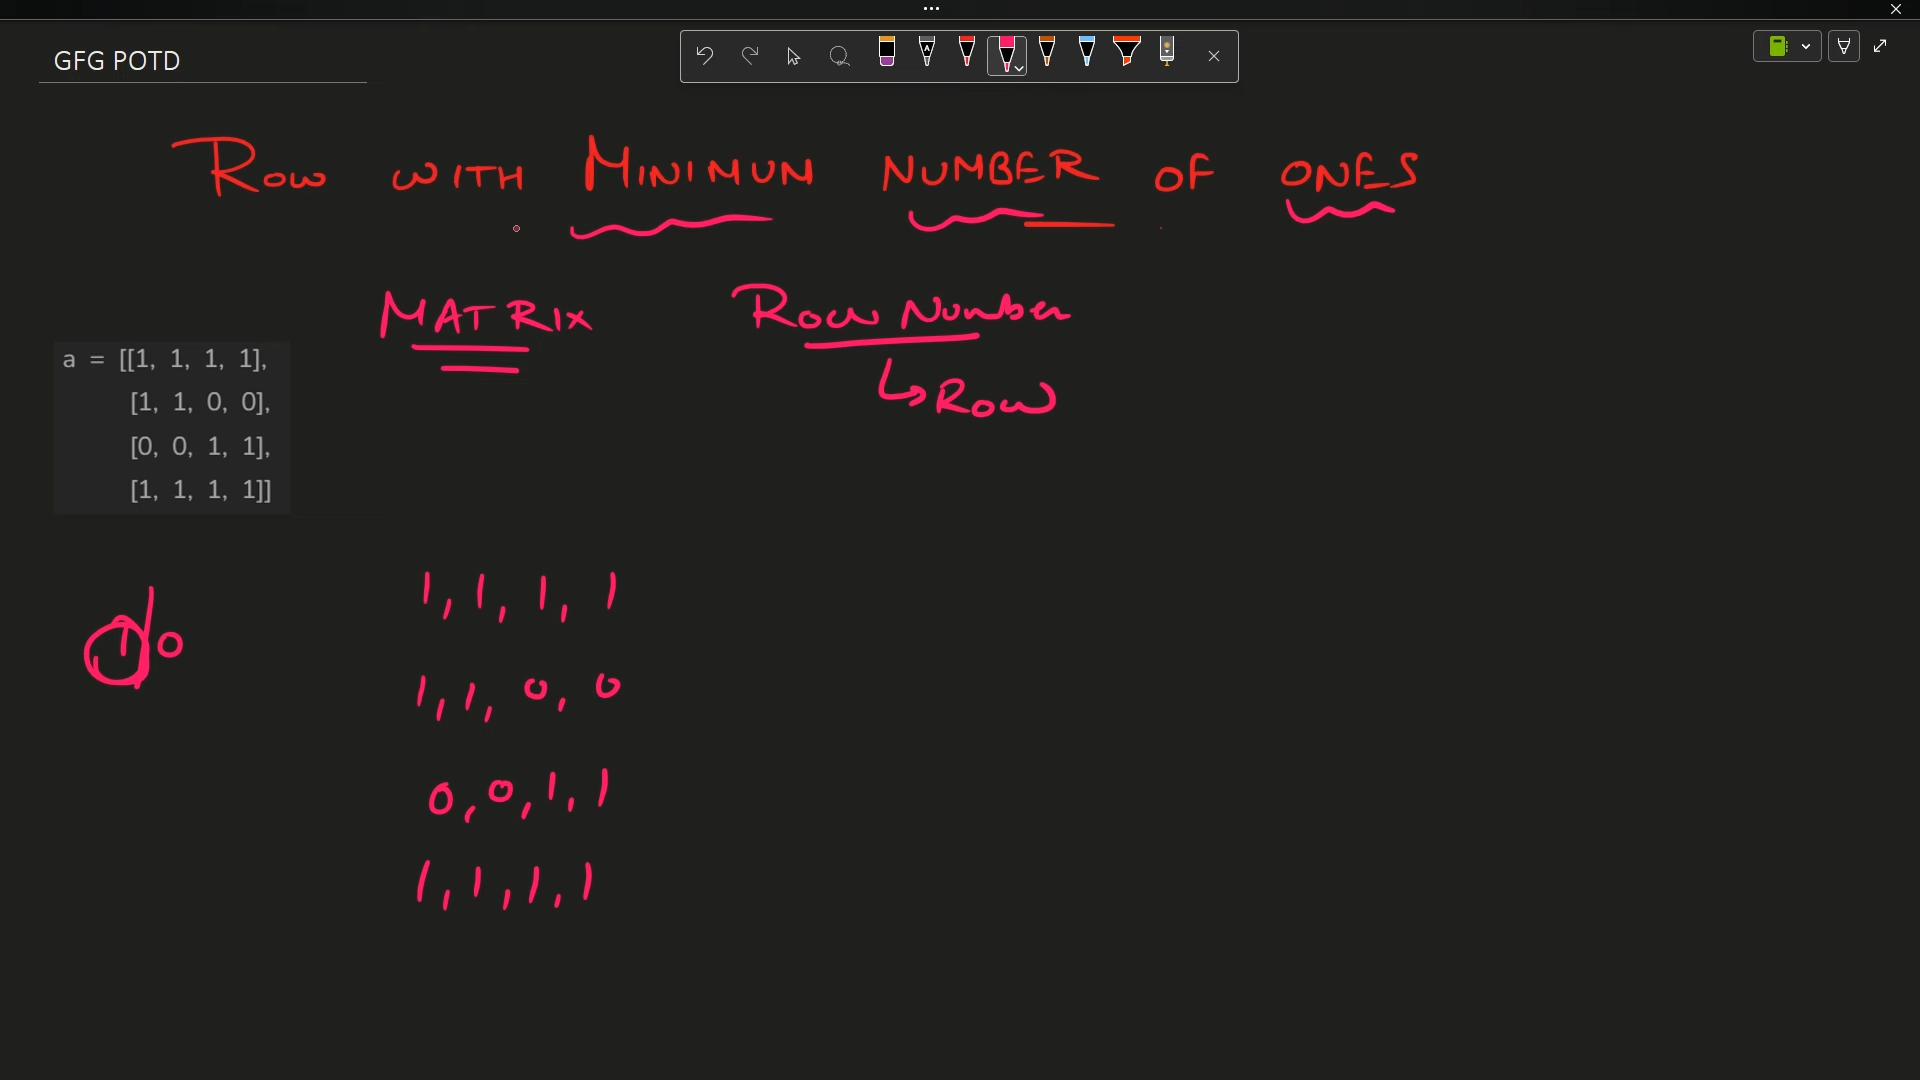 GFG POTD
ROW WITH MINIMUM NUMBER OF ONES
MATRIX
ROW NUMBER
↳ROW
a = [[1, 1, 1, 1],
[1, 1, 0, 0],
[0, 0, 1, 1],
[1, 1, 1, 1]]
1/0
1, 1, 1, 1
1, 1, 0, 0
0, 0, 1, 1
1, 1, 1, 1